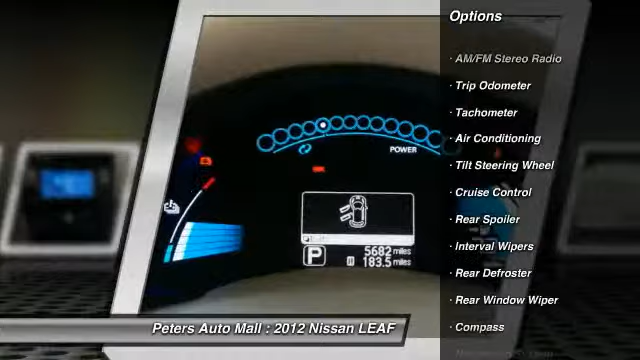 Options
· AM/FM Stereo Radio
· Trip Odometer
· Tachometer
· Air Conditioning
· Tilt Steering Wheel
· Cruise Control
· Rear Spoiler
· Interval Wipers
· Rear Defroster
· Rear Window Wiper
· Compass
POWER
P
5682 miles
183.5 miles
Peters Auto Mall : 2012 Nissan LEAF